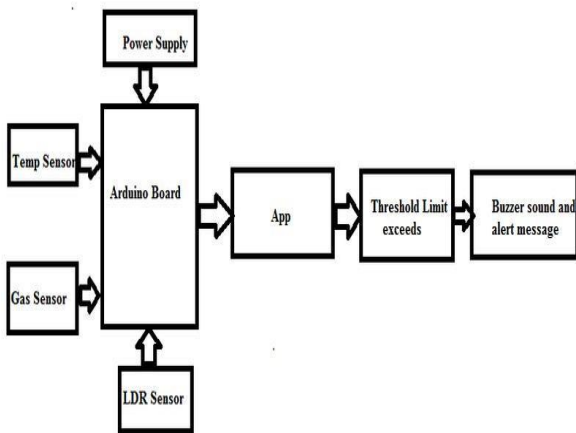 Power Supply
Temp Sensor
Arduino Board
Gas Sensor
LDR Sensor
App
Threshold Limit
exceeds
Buzzer sound and
alert message